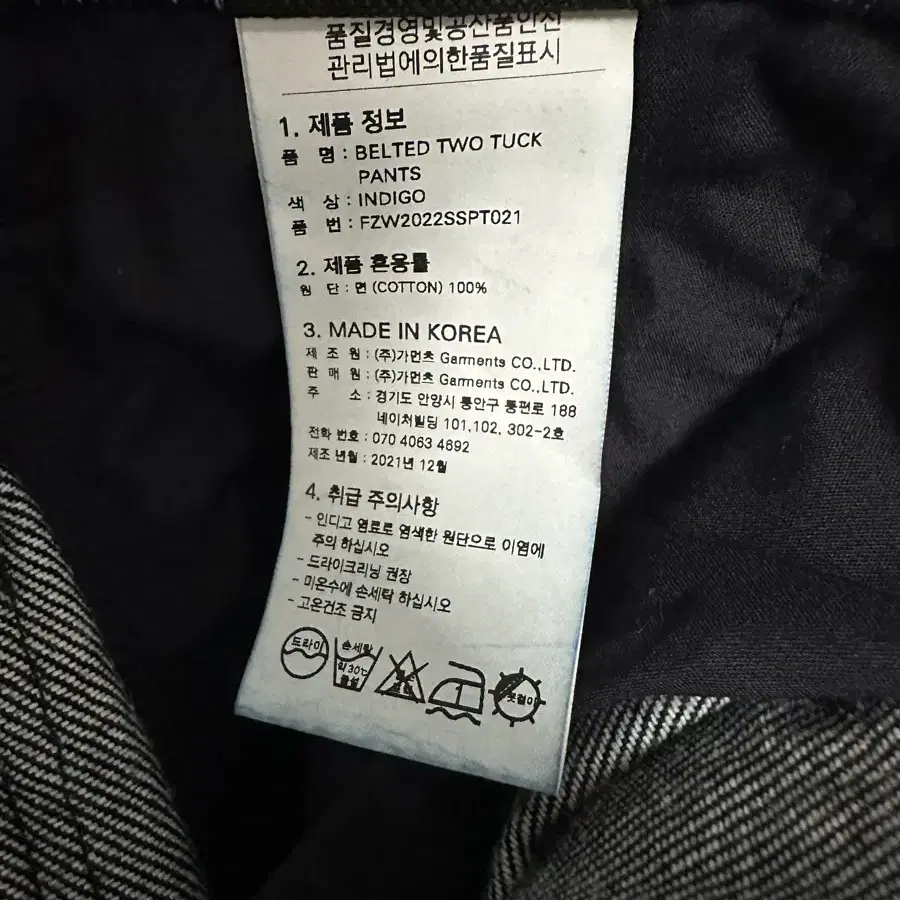 품질경영및공산품안전
관리법에의한품질표시
1. 제품 정보
품 명 : BELTED TWO TUCK
PANTS
색 상 : INDIGO
품 번 : FZW2022SSPT021
2. 제품 혼용률
원 단 : 면 (COTTON) 100%
3. MADE IN KOREA
제 조 원 : (주)가먼츠 Garments CO.,LTD.
판 매 원 : (주)가먼츠 Garments CO.,LTD.
주 소 : 경기도 안양시 동안구 동편로 188
네이처빌딩 101,102, 302-2호
전화 번호 : 070 4063 4692
제조 년월 : 2021년 12월
4. 취급 주의사항
- 인디고 염료로 염색한 원단으로 이염에
주의 하십시오
- 드라이크리닝 권장
- 미온수에 손세탁 하십시오
- 고온건조 금지
드라이
손세탁
약30℃
중성
1
옷걸이